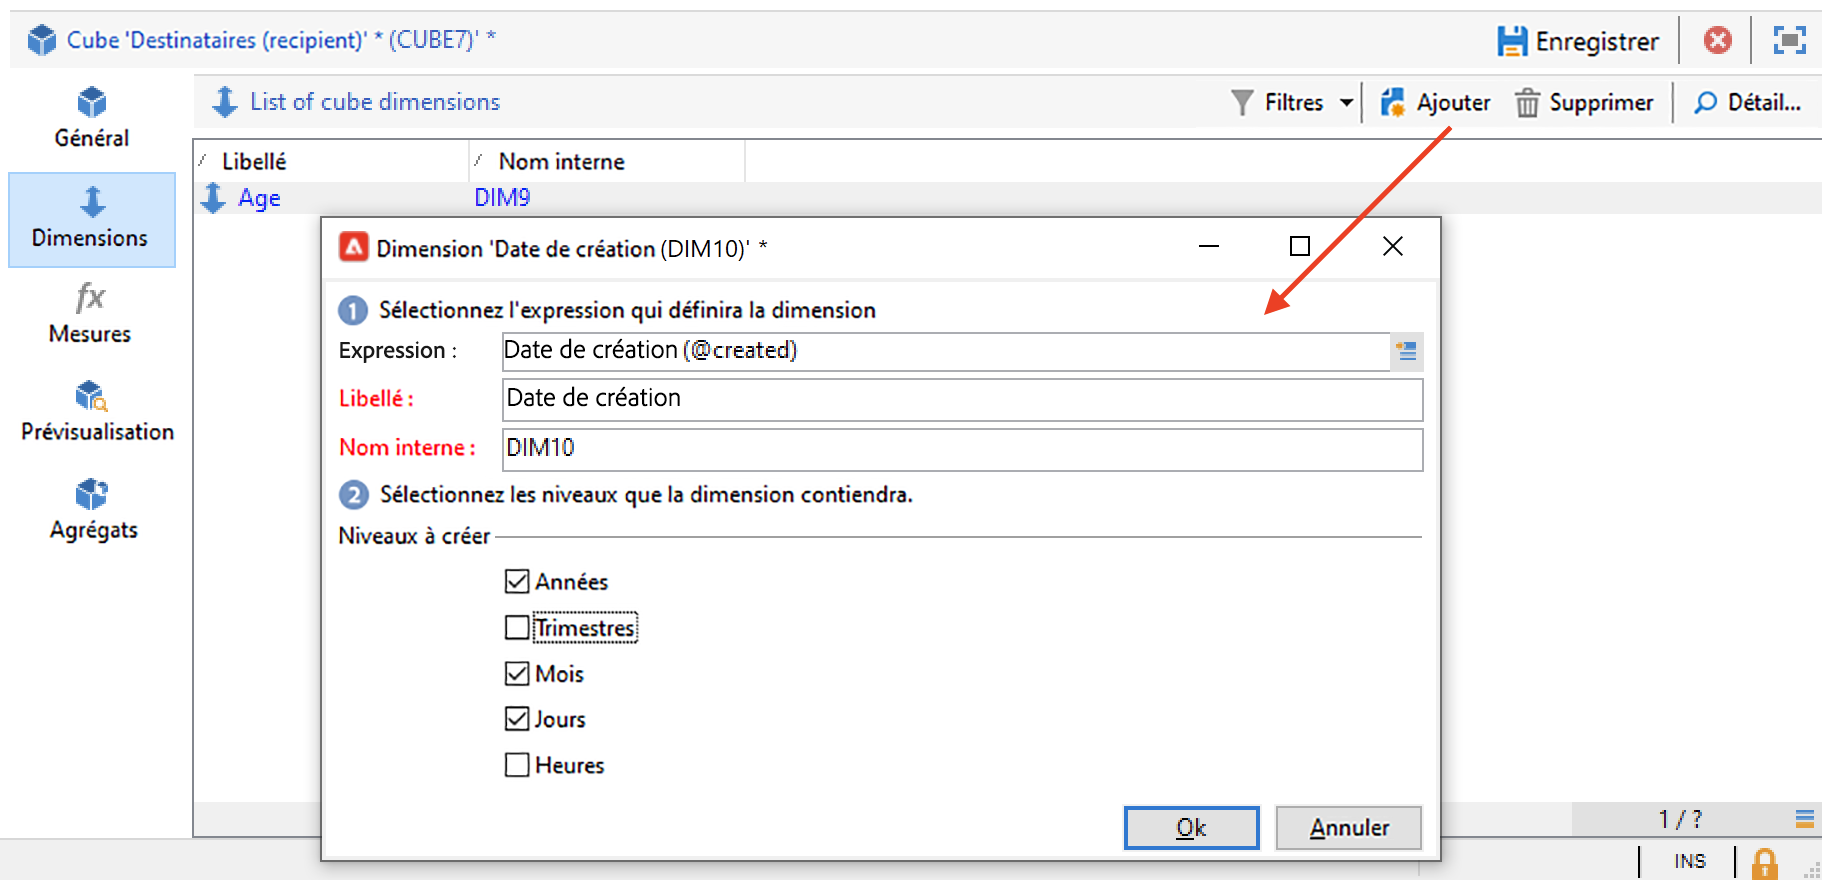 Cube 'Destinataires (recipient)' * (CUBE7)' *
Enregistrer
Général
Dimensions
fx
Mesures
Prévisualisation
Agrégats
List of cube dimensions
Filtres
Ajouter
Supprimer
Détail...
Libellé
Nom interne
Age
DIM9
Dimension 'Date de création (DIM10)' *
1 Sélectionnez l'expression qui définira la dimension
Expression :
Date de création (@created)
Libellé :
Date de création
Nom interne :
DIM10
2 Sélectionnez les niveaux que la dimension contiendra.
Niveaux à créer
Années
Trimestres
Mois
Jours
Heures
Ok
Annuler
1 / ?
INS